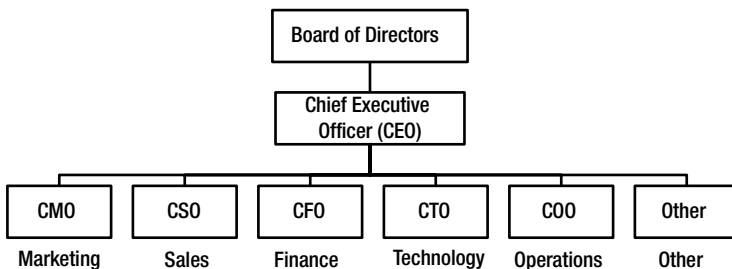 Board of Directors
Chief Executive
Officer (CEO)
CMO CSO CFO CTO COO Other
Marketing Sales Finance Technology Operations Other